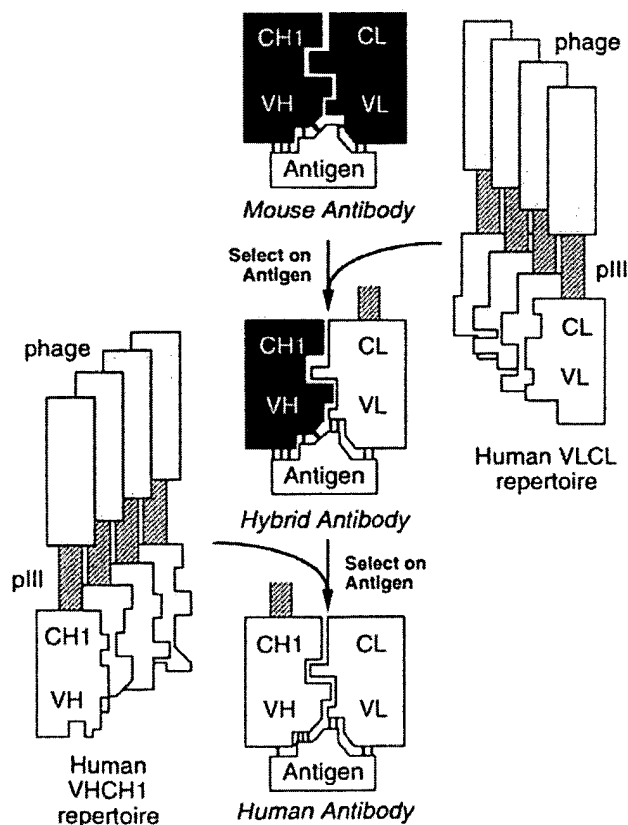 CH1
CL
VH
VL
Antigen
Mouse Antibody
phage
pIII
CL
VL
Human VLCL
repertoire
Select on
Antigen
CH1
CL
VH
VL
Antigen
Hybrid Antibody
phage
pIII
CH1
VH
Human
VHCH1
repertoire
Select on
Antigen
CH1
CL
VH
VL
Antigen
Human Antibody